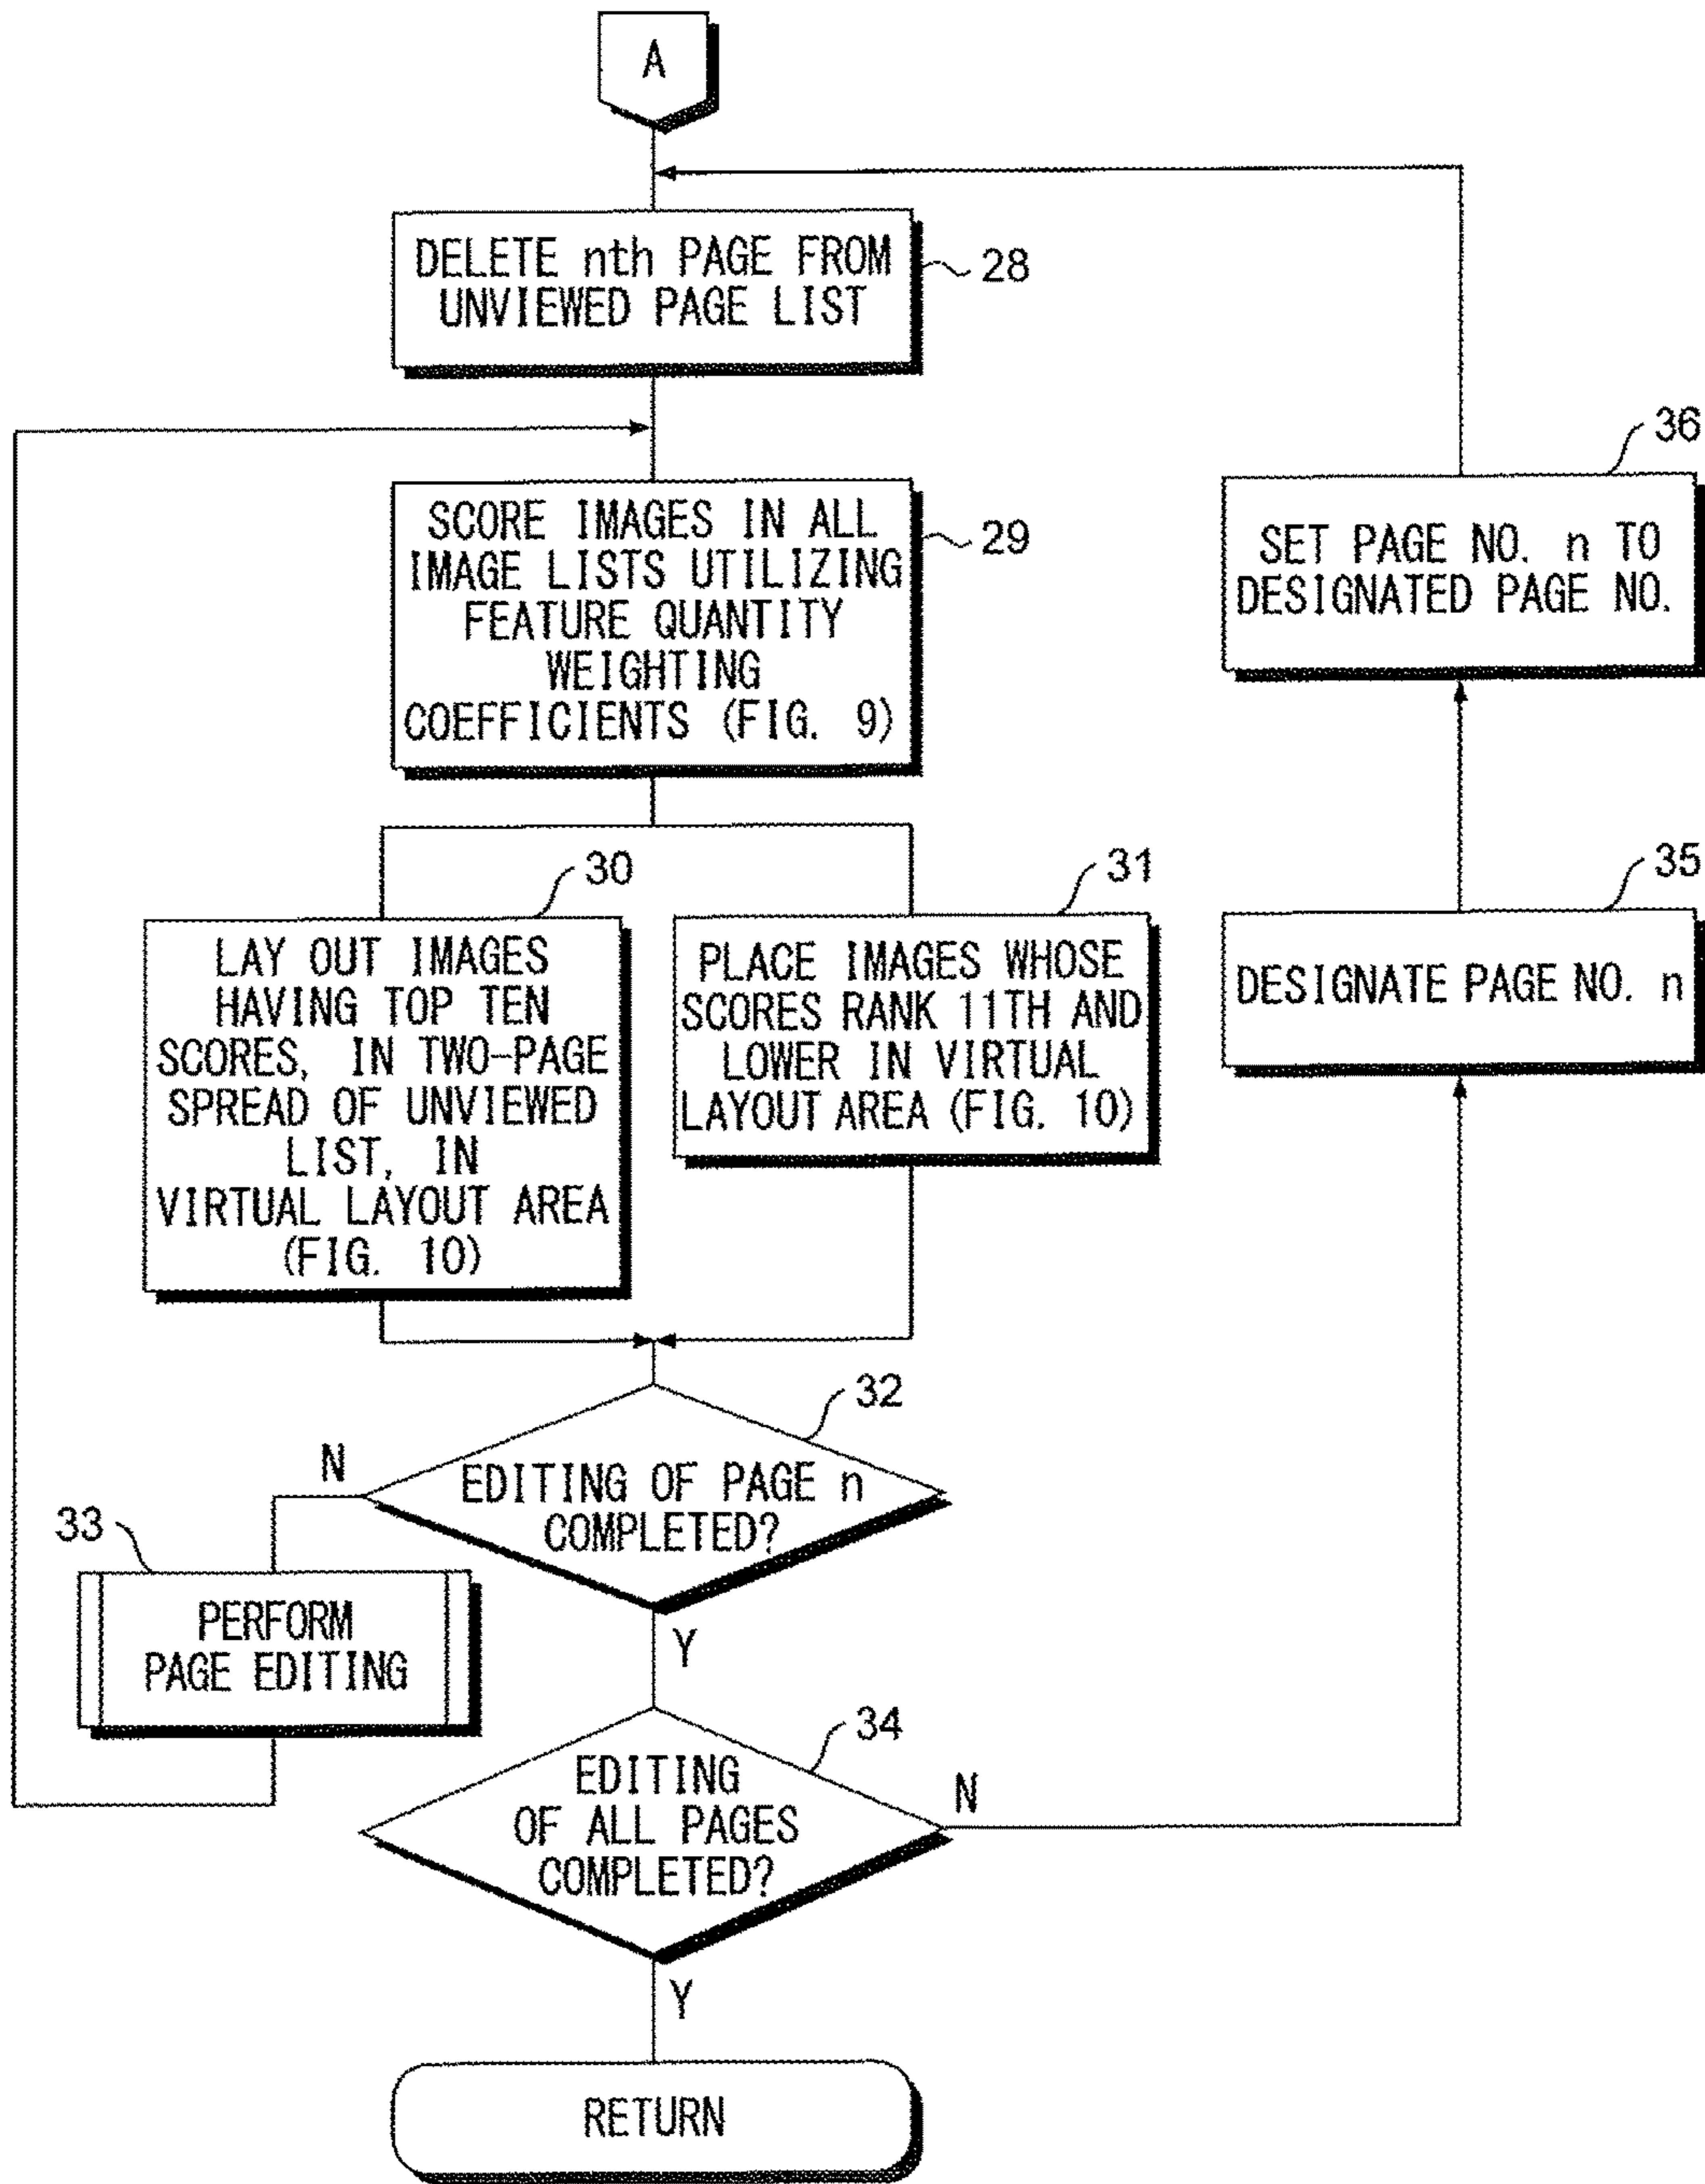 A
DELETE nth PAGE FROM
UNVIEWED PAGE LIST
28
SCORE IMAGES IN ALL
IMAGE LISTS UTILIZING
FEATURE QUANTITY
WEIGHTING
COEFFICIENTS (FIG. 9)
29
36
SET PAGE NO. n TO
DESIGNATED PAGE NO.
30
LAY OUT IMAGES
HAVING TOP TEN
SCORES, IN TWO-PAGE
SPREAD OF UNVIEWED
LIST, IN
VIRTUAL LAYOUT AREA
(FIG. 10)
31
PLACE IMAGES WHOSE
SCORES RANK 11TH AND
LOWER IN VIRTUAL
LAYOUT AREA (FIG. 10)
35
DESIGNATE PAGE NO. n
32
N
EDITING OF PAGE n
COMPLETED?
33
PERFORM
PAGE EDITING
Y
34
EDITING
OF ALL PAGES
COMPLETED?
N
Y
RETURN